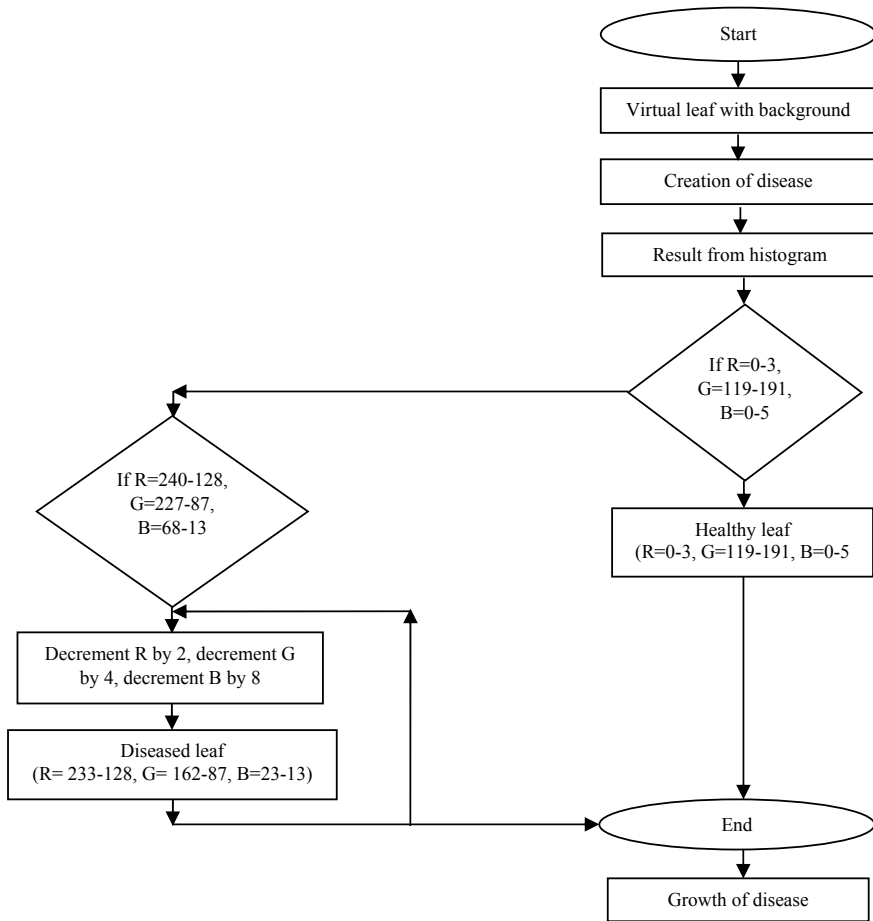 Start
Virtual leaf with background
Creation of disease
Result from histogram
If R=0-3,
G=119-191,
B=0-5
If R=240-128,
G=227-87,
B=68-13
Healthy leaf
(R=0-3, G=119-191, B=0-5
Decrement R by 2, decrement G
by 4, decrement B by 8
Diseased leaf
(R= 233-128, G= 162-87, B=23-13)
End
Growth of disease